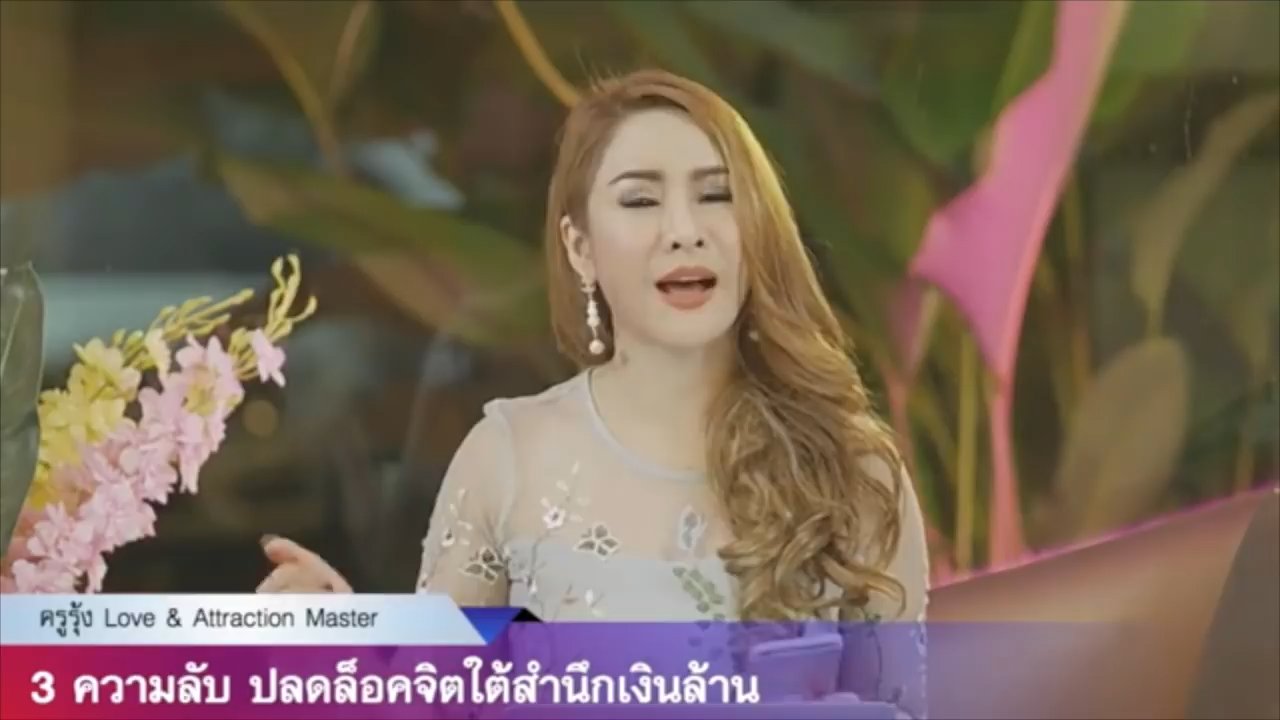 ครูรุ้ง Love & Attraction Master
3 ความลับ ปลดล็อคจิตใต้สำนึกเงินล้าน